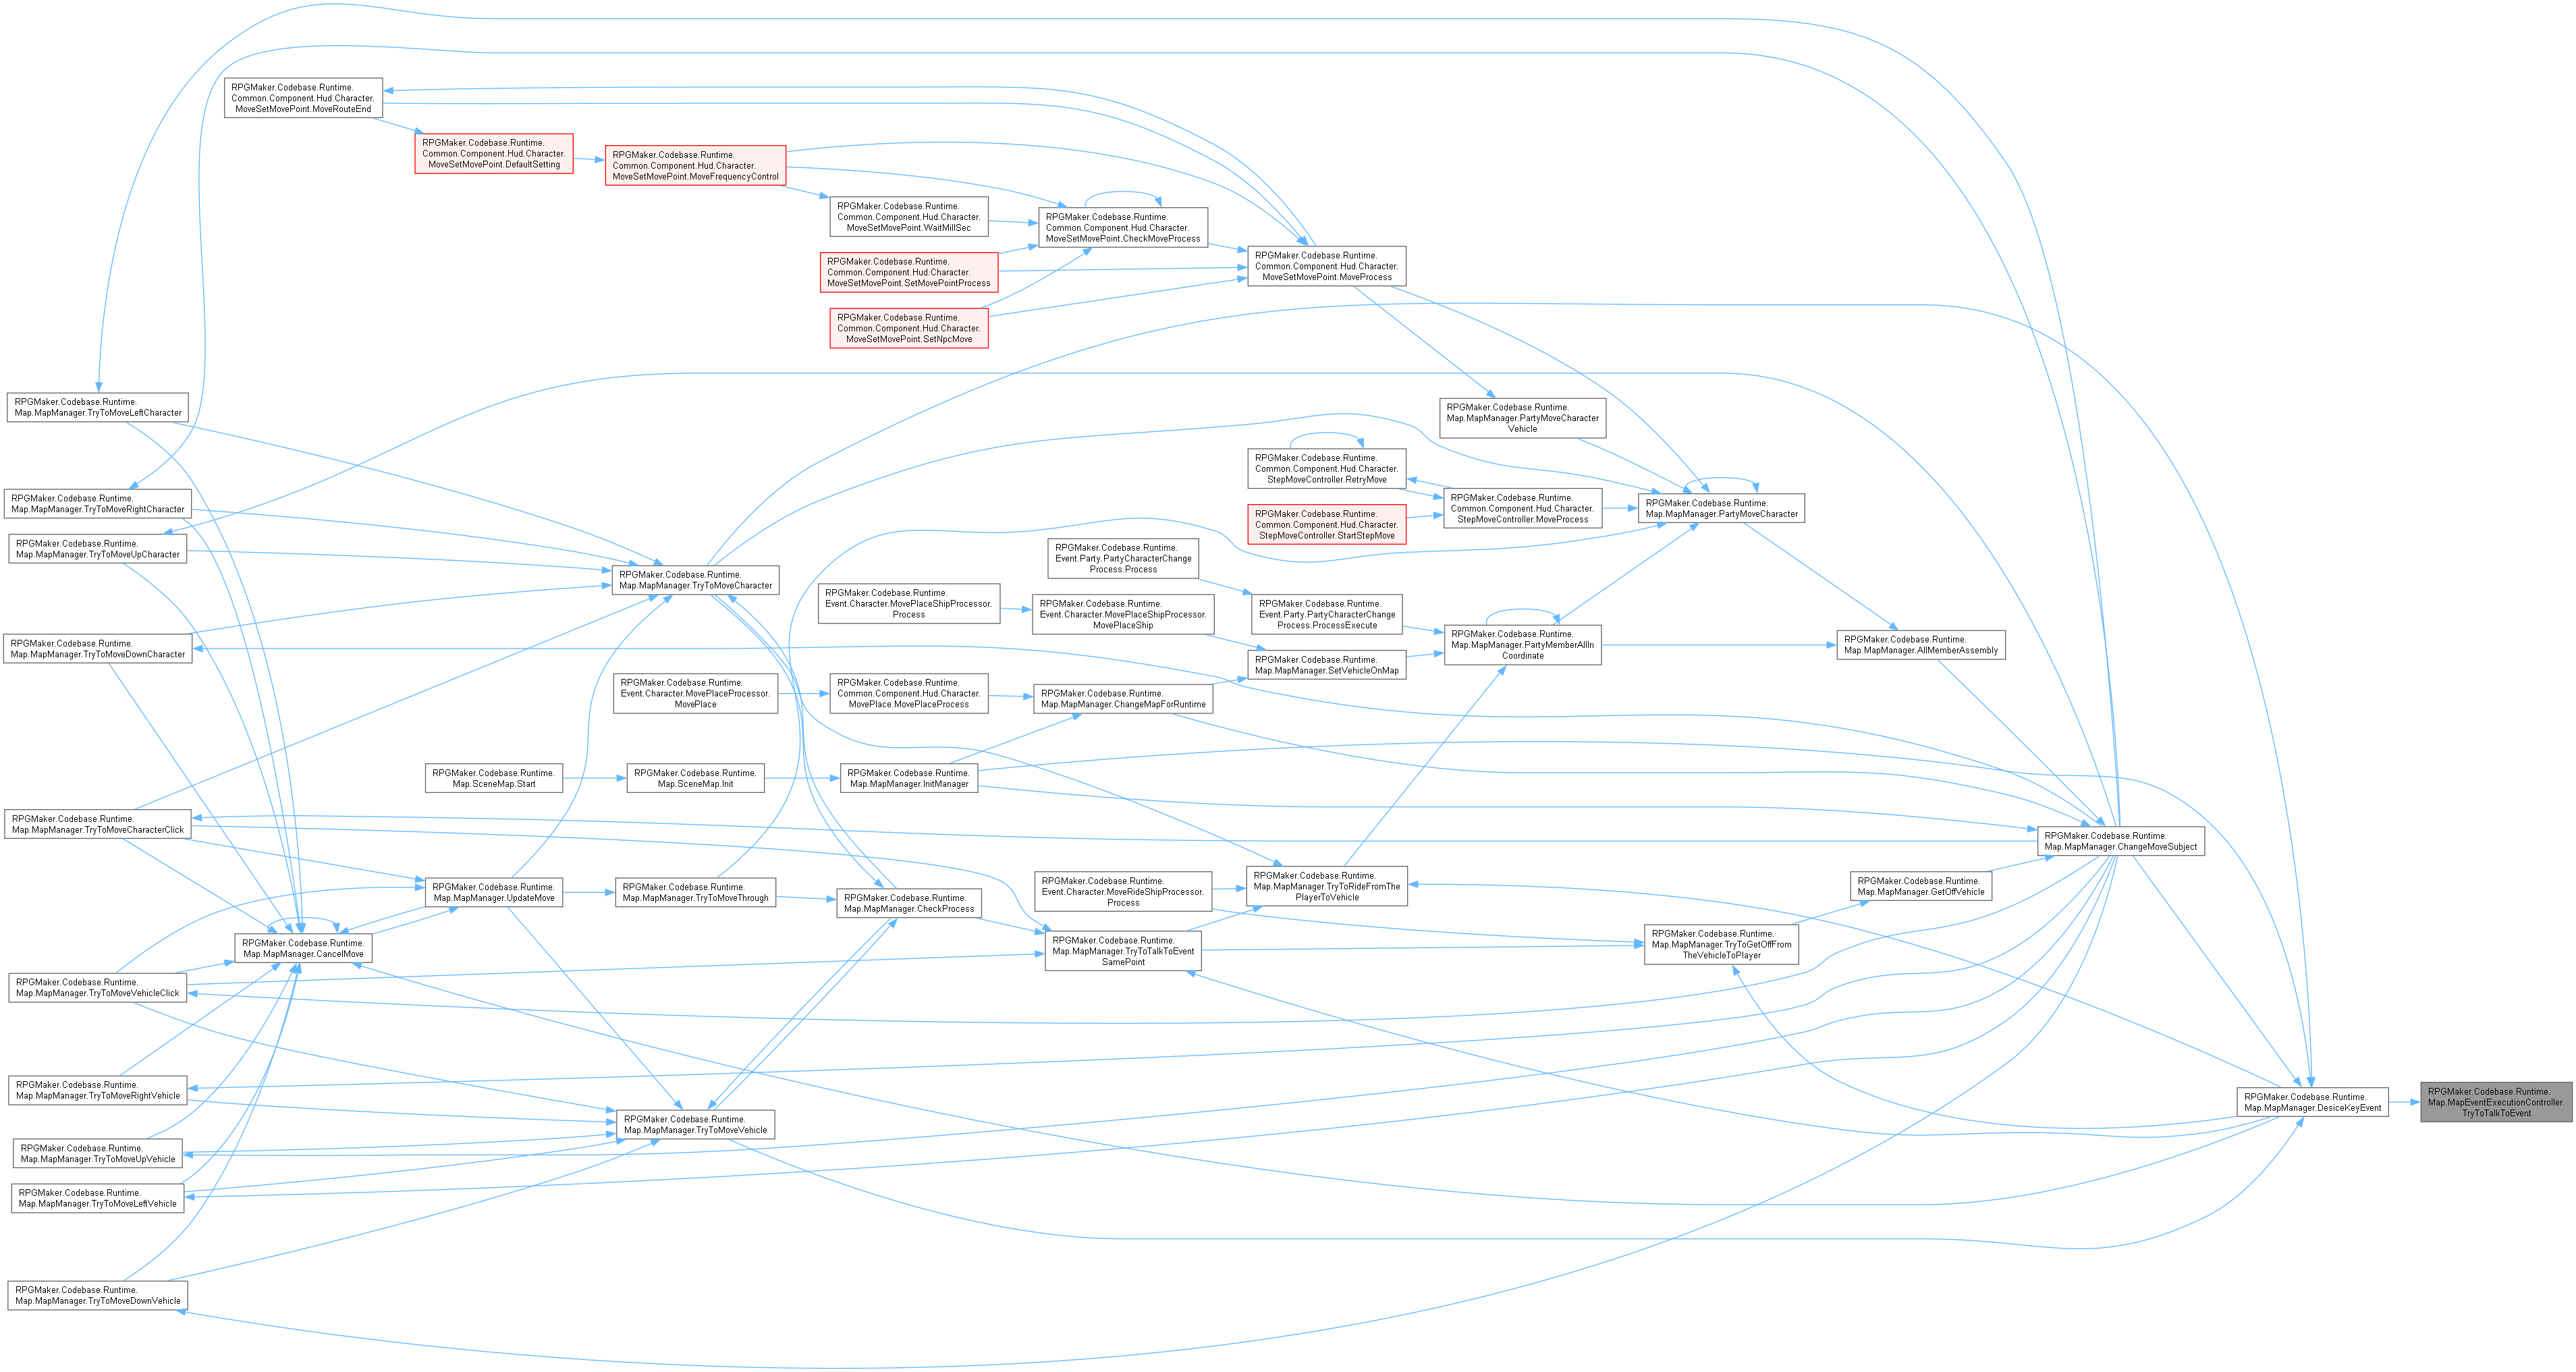 RPGMaker.Codebase.Runtime.
Common.Component.Hud.Character.
MoveSetMovePoint.MoveRouteEnd
RPGMaker.Codebase.Runtime.
Common.Component.Hud.Character.
MoveSetMovePoint.DefaultSetting
RPGMaker.Codebase.Runtime.
Common.Component.Hud.Character.
MoveSetMovePoint.MoveFrequencyControl
RPGMaker.Codebase.Runtime.
Common.Component.Hud.Character.
MoveSetMovePoint.WaitMillSec
RPGMaker.Codebase.Runtime.
Common.Component.Hud.Character.
MoveSetMovePoint.CheckMoveProcess
RPGMaker.Codebase.Runtime.
Common.Component.Hud.Character.
MoveSetMovePoint.SetMovePointProcess
RPGMaker.Codebase.Runtime.
Common.Component.Hud.Character.
MoveSetMovePoint.MoveProcess
RPGMaker.Codebase.Runtime.
Common.Component.Hud.Character.
MoveSetMovePoint.SetNpcMove
RPGMaker.Codebase.Runtime.
Map.MapManager.TryToMoveLeftCharacter
RPGMaker.Codebase.Runtime.
Map.MapManager.PartyMoveCharacter
Vehicle
RPGMaker.Codebase.Runtime.
Common.Component.Hud.Character.
StepMoveController.RetryMove
RPGMaker.Codebase.Runtime.
Map.MapManager.TryToMoveRightCharacter
RPGMaker.Codebase.Runtime.
Common.Component.Hud.Character.
StepMoveController.MoveProcess
RPGMaker.Codebase.Runtime.
Map.MapManager.PartyMoveCharacter
RPGMaker.Codebase.Runtime.
Common.Component.Hud.Character.
StepMoveController.StartStepMove
RPGMaker.Codebase.Runtime.
Map.MapManager.TryToMoveUpCharacter
RPGMaker.Codebase.Runtime.
Event.Party.PartyCharacterChange
Process.Process
RPGMaker.Codebase.Runtime.
Map.MapManager.TryToMoveCharacter
RPGMaker.Codebase.Runtime.
Event.Character.MovePlaceShipProcessor.
Process
RPGMaker.Codebase.Runtime.
Event.Character.MovePlaceShipProcessor.
MovePlaceShip
RPGMaker.Codebase.Runtime.
Event.Party.PartyCharacterChange
Process.ProcessExecute
RPGMaker.Codebase.Runtime.
Map.MapManager.PartyMemberAllIn
Coordinate
RPGMaker.Codebase.Runtime.
Map.MapManager.AllMemberAssembly
RPGMaker.Codebase.Runtime.
Map.MapManager.TryToMoveDownCharacter
RPGMaker.Codebase.Runtime.
Map.MapManager.SetVehicleOnMap
RPGMaker.Codebase.Runtime.
Event.Character.MovePlaceProcessor.
MovePlace
RPGMaker.Codebase.Runtime.
Common.Component.Hud.Character.
MovePlace.MovePlaceProcess
RPGMaker.Codebase.Runtime.
Map.MapManager.ChangeMapForRuntime
RPGMaker.Codebase.Runtime.
Map.SceneMap.Start
RPGMaker.Codebase.Runtime.
Map.SceneMap.Init
RPGMaker.Codebase.Runtime.
Map.MapManager.InitManager
RPGMaker.Codebase.Runtime.
Map.MapManager.TryToMoveCharacterClick
RPGMaker.Codebase.Runtime.
Map.MapManager.ChangeMoveSubject
RPGMaker.Codebase.Runtime.
Map.MapManager.UpdateMove
RPGMaker.Codebase.Runtime.
Map.MapManager.TryToMoveThrough
RPGMaker.Codebase.Runtime.
Map.MapManager.CheckProcess
RPGMaker.Codebase.Runtime.
Event.Character.MoveRideShipProcessor.
Process
RPGMaker.Codebase.Runtime.
Map.MapManager.TryToRideFromThe
PlayerToVehicle
RPGMaker.Codebase.Runtime.
Map.MapManager.GetOffVehicle
RPGMaker.Codebase.Runtime.
Map.MapManager.CancelMove
RPGMaker.Codebase.Runtime.
Map.MapManager.TryToTalkToEvent
SamePoint
RPGMaker.Codebase.Runtime.
Map.MapManager.TryToGetOffFrom
TheVehicleToPlayer
RPGMaker.Codebase.Runtime.
Map.MapManager.TryToMoveVehicleClick
RPGMaker.Codebase.Runtime.
Map.MapManager.TryToMoveRightVehicle
RPGMaker.Codebase.Runtime.
Map.MapManager.DesiceKeyEvent
RPGMaker.Codebase.Runtime.
Map.MapEventExecutionController.
TryToTalkToEvent
RPGMaker.Codebase.Runtime.
Map.MapManager.TryToMoveVehicle
RPGMaker.Codebase.Runtime.
Map.MapManager.TryToMoveUpVehicle
RPGMaker.Codebase.Runtime.
Map.MapManager.TryToMoveLeftVehicle
RPGMaker.Codebase.Runtime.
Map.MapManager.TryToMoveDownVehicle